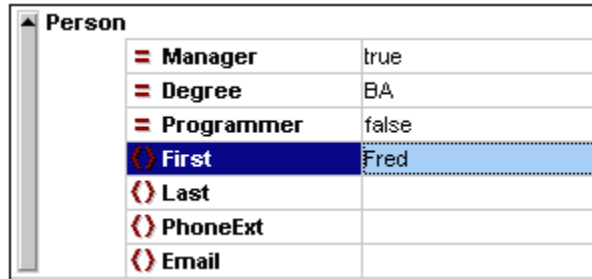 Person
= Manager true
= Degree BA
= Programmer false
() First Fred
() Last
() PhoneExt
() Email